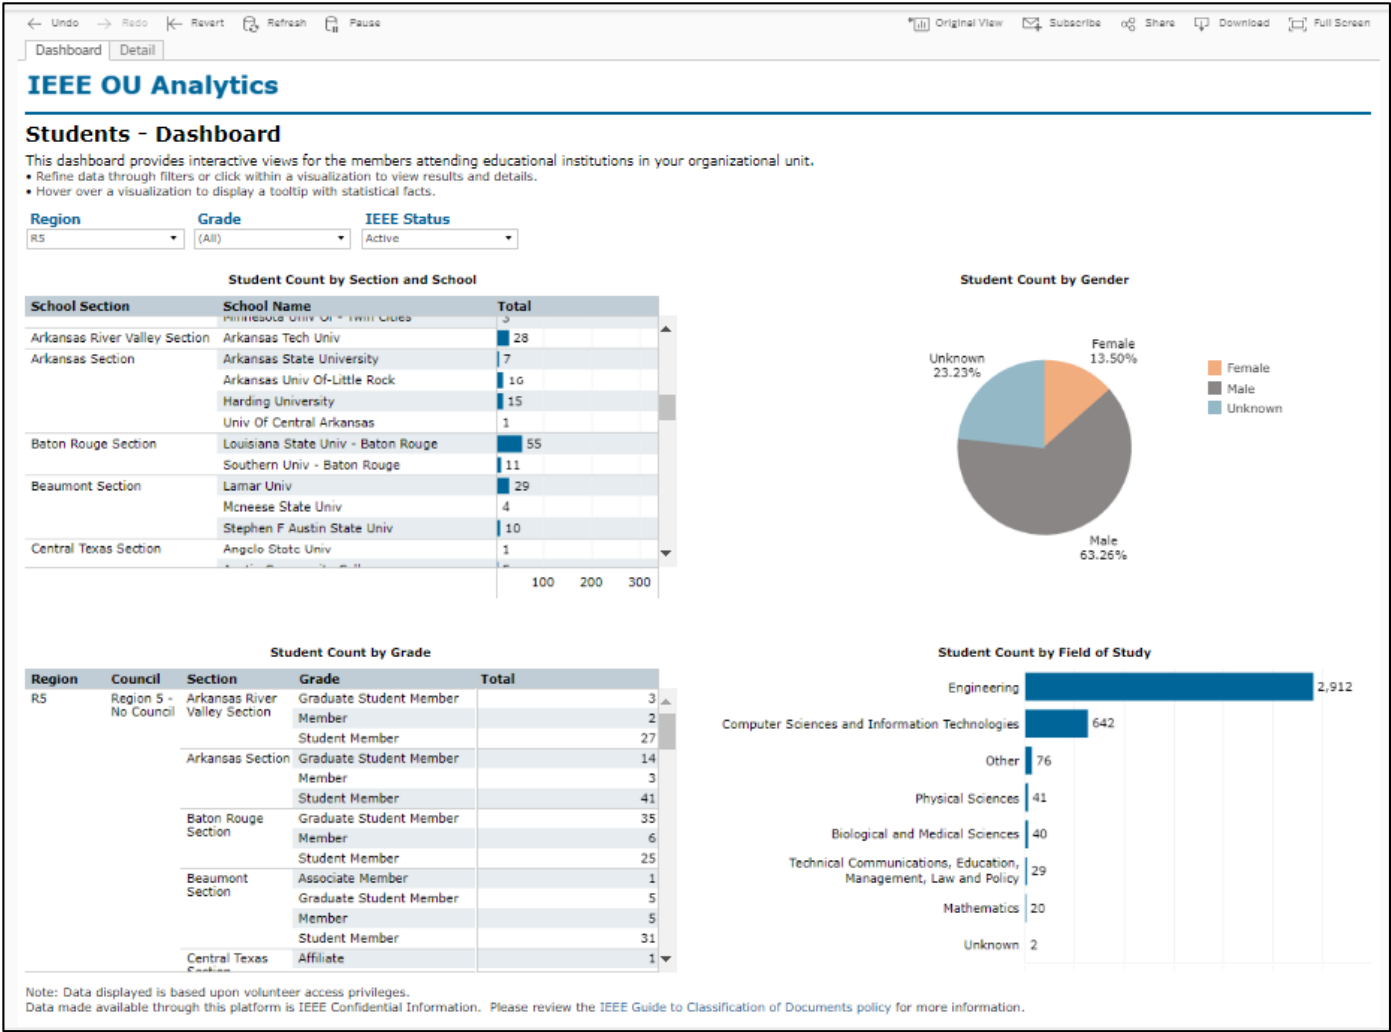 Undo Redo Revert Refresh Pause Original View Subscribe Share Download Full Screen
Dashboard Detail
IEEE OU Analytics
Students - Dashboard
This dashboard provides interactive views for the members attending educational institutions in your organizational unit.
• Refine data through filters or click within a visualization to view results and details.
• Hover over a visualization to display a tooltip with statistical facts.
Region Grade IEEE Status
R5 (All) Active
Student Count by Section and School
School Section School Name Total
Minnesota Univ Of - Twin Cities 3
Arkansas River Valley Section Arkansas Tech Univ 28
Arkansas Section Arkansas State University 7
Arkansas Univ Of-Little Rock 16
Harding University 15
Univ Of Central Arkansas 1
Baton Rouge Section Louisiana State Univ - Baton Rouge 55
Southern Univ - Baton Rouge 11
Beaumont Section Lamar Univ 29
Mcneese State Univ 4
Stephen F Austin State Univ 10
Central Texas Section Angelo State Univ 1
100 200 300
Student Count by Gender
Female
13.50%
Unknown
23.23%
Male
63.26%
Female
Male
Unknown
Student Count by Grade
Region Council Section Grade Total
R5 Region 5 - Arkansas River Graduate Student Member 3
No Council Valley Section Member 2
Student Member 27
Arkansas Section Graduate Student Member 14
Member 3
Student Member 41
Baton Rouge Graduate Student Member 35
Section Member 6
Student Member 25
Beaumont Associate Member 1
Section Graduate Student Member 5
Member 5
Student Member 31
Central Texas Affiliate 1
Student Count by Field of Study
Engineering 2,912
Computer Sciences and Information Technologies 642
Other 76
Physical Sciences 41
Biological and Medical Sciences 40
Technical Communications, Education,
Management, Law and Policy 29
Mathematics 20
Unknown 2
Note: Data displayed is based upon volunteer access privileges.
Data made available through this platform is IEEE Confidential Information. Please review the IEEE Guide to Classification of Documents policy for more information.